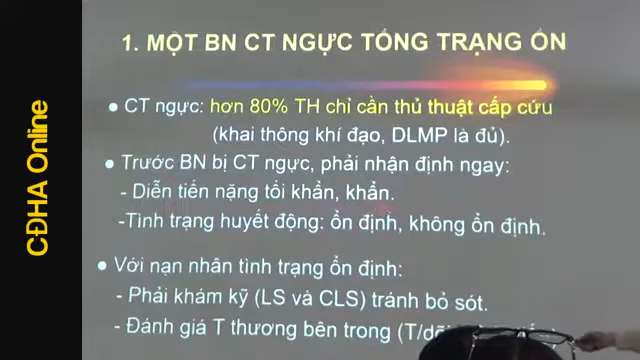 CĐHA Online
1. MỘT BN CT NGỰC TỔNG TRẠNG ỔN
● CT ngực: hơn 80% TH chỉ cần thủ thuật cấp cứu
(khai thông khí đạo, DLMP là đủ).
● Trước BN bị CT ngực, phải nhận định ngay:
- Diễn tiến nặng tối khẩn, khẩn.
-Tình trạng huyết động: ổn định, không ổn định.
● Với nạn nhân tình trạng ổn định:
- Phải khám kỹ (LS và CLS) tránh bỏ sót.
- Đánh giá T thương bên trong